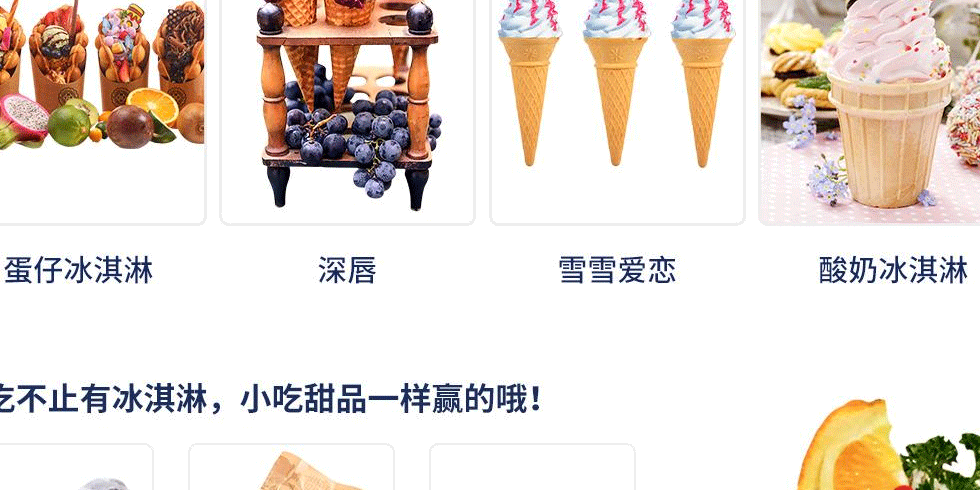 蛋仔冰淇淋
深唇
雪雪爱恋
酸奶冰淇淋
吃不止有冰淇淋，小吃甜品一样赢的哦！